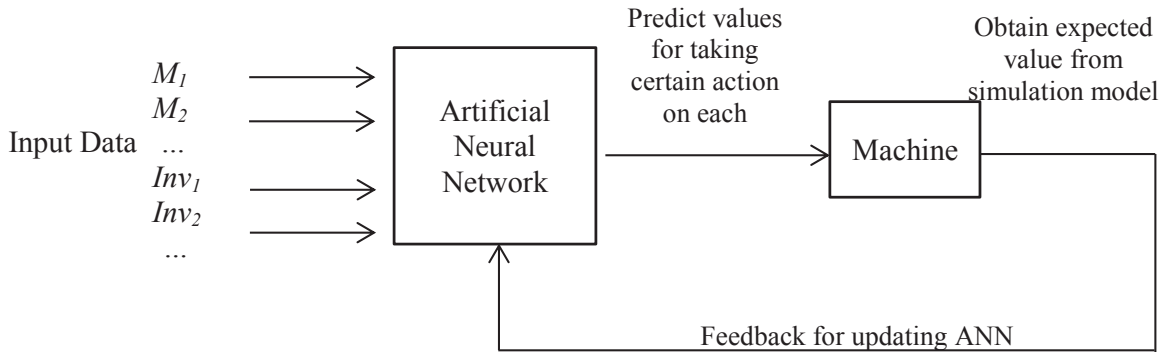 Input Data
M1
M2
...
Inv1
Inv2
...
Artificial
Neural
Network
Predict values
for taking
certain action
on each
Machine
Obtain expected
value from
simulation model
Feedback for updating ANN